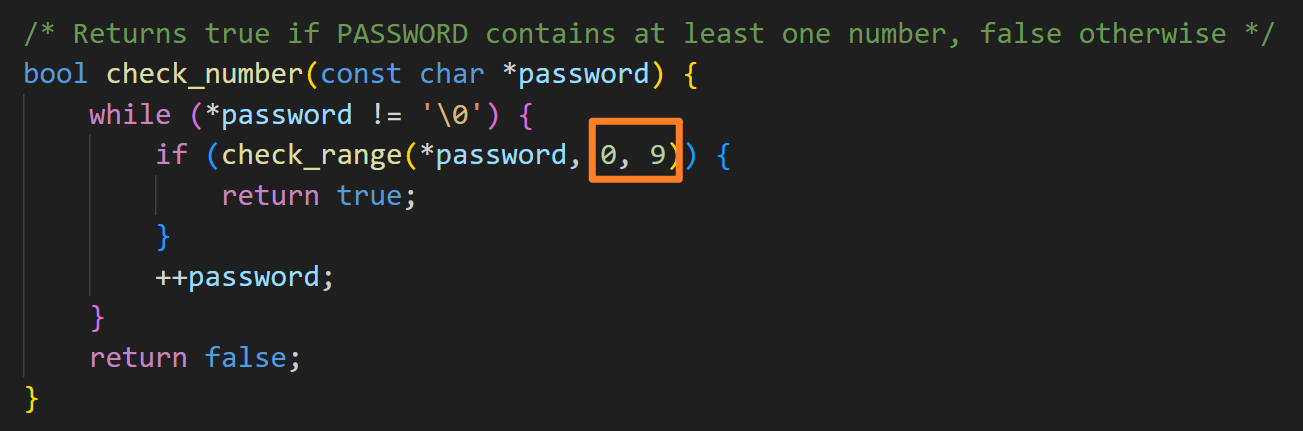 /* Returns true if PASSWORD contains at least one number, false otherwise */
bool check_number(const char *password) {
    while (*password != '\0') {
        if (check_range(*password, 0, 9)) {
            return true;
        }
        ++password;
    }
    return false;
}